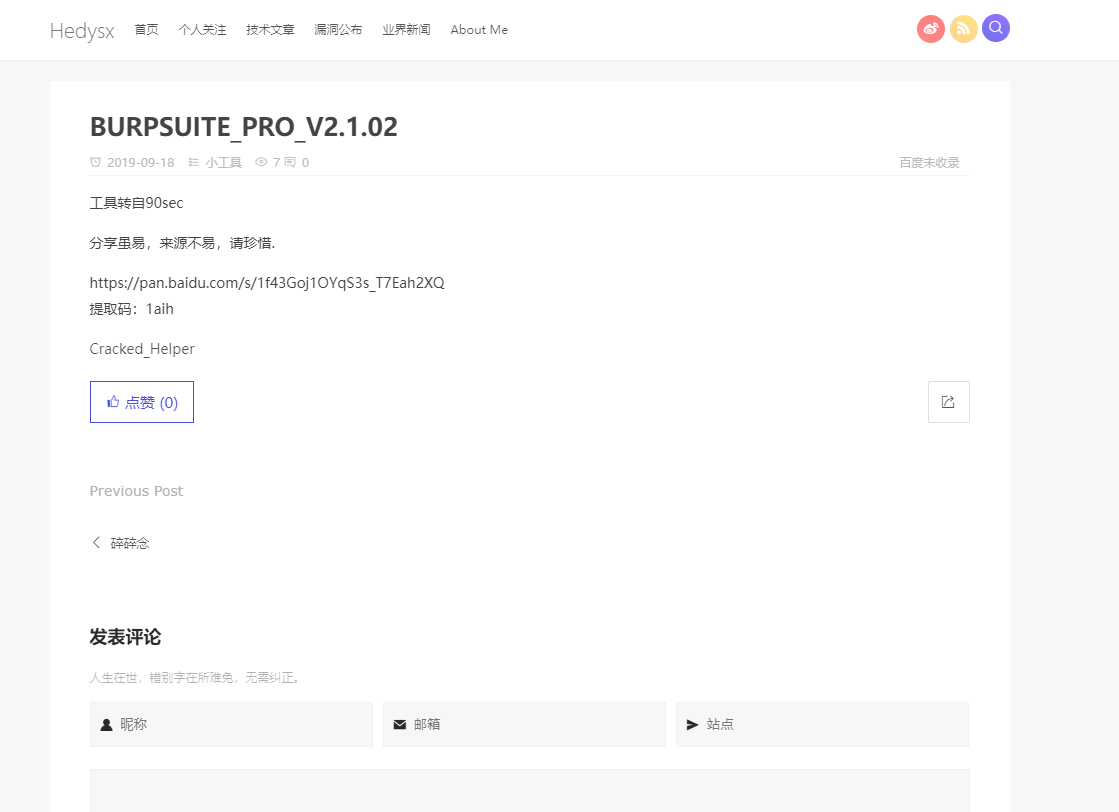 Hedysx 首页 个人关注 技术文章 漏洞公布 业界新闻 About Me
BURPSUITE_PRO_V2.1.02
2019-09-18 小工具 7 0 百度未收录
工具转自90sec
分享虽易，来源不易，请珍惜.
https://pan.baidu.com/s/1f43Goj1OYqS3s_T7Eah2XQ
提取码：1aih
Cracked_Helper
点赞 (0)
Previous Post
碎碎念
发表评论
人生在世，错别字在所难免，无需纠正。
昵称 邮箱 站点